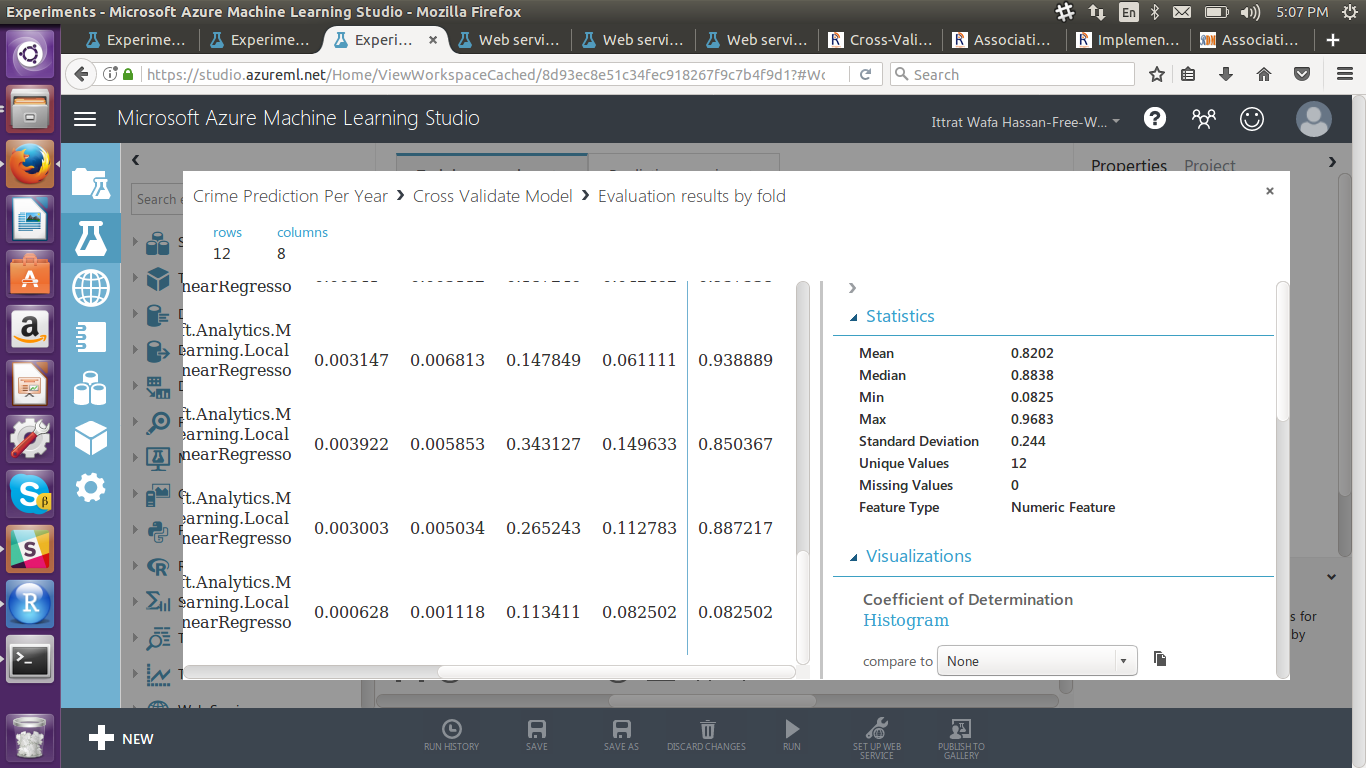 Experiments - Microsoft Azure Machine Learning Studio - Mozilla Firefox
En
5:07 PM
Experime...
Experime...
Experi...
Web servi...
Web servi...
Web servi...
Cross-Vali...
Associati...
Implemen...
Associati...
https://studio.azureml.net/Home/ViewWorkspaceCached/8d93ec8e51c34fec918267f9c7b4f9d1?#Wo
Search
Microsoft Azure Machine Learning Studio
Ittrat Wafa Hassan-Free-W...
Properties Project
Search e
Crime Prediction Per Year > Cross Validate Model > Evaluation results by fold
rows columns
12 8
nearRegresso
ft.Analytics.M
earning.Local
nearRegresso
0.003147 0.006813 0.147849 0.061111 0.938889
ft.Analytics.M
earning.Local
nearRegresso
0.003922 0.005853 0.343127 0.149633 0.850367
ft.Analytics.M
earning.Local
nearRegresso
0.003003 0.005034 0.265243 0.112783 0.887217
ft.Analytics.M
earning.Local
nearRegresso
0.000628 0.001118 0.113411 0.082502 0.082502
Statistics
Mean 0.8202
Median 0.8838
Min 0.0825
Max 0.9683
Standard Deviation 0.244
Unique Values 12
Missing Values 0
Feature Type Numeric Feature
Visualizations
Coefficient of Determination
Histogram
compare to None
s for
by
NEW
RUN HISTORY
SAVE
SAVE AS
DISCARD CHANGES
RUN
SET UP WEB
SERVICE
PUBLISH TO
GALLERY